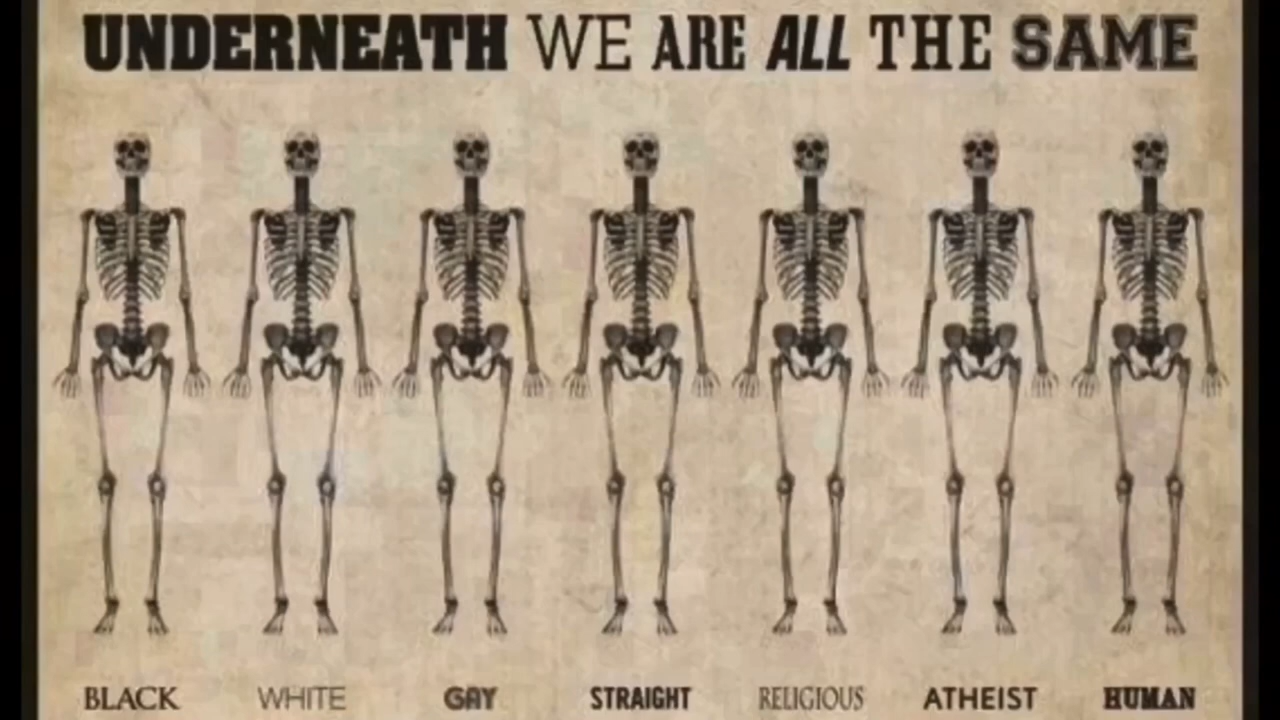 UNDERNEATH WE ARE ALL THE SAME
BLACK WHITE GAY STRAIGHT RELIGIOUS ATHEIST HUMAN